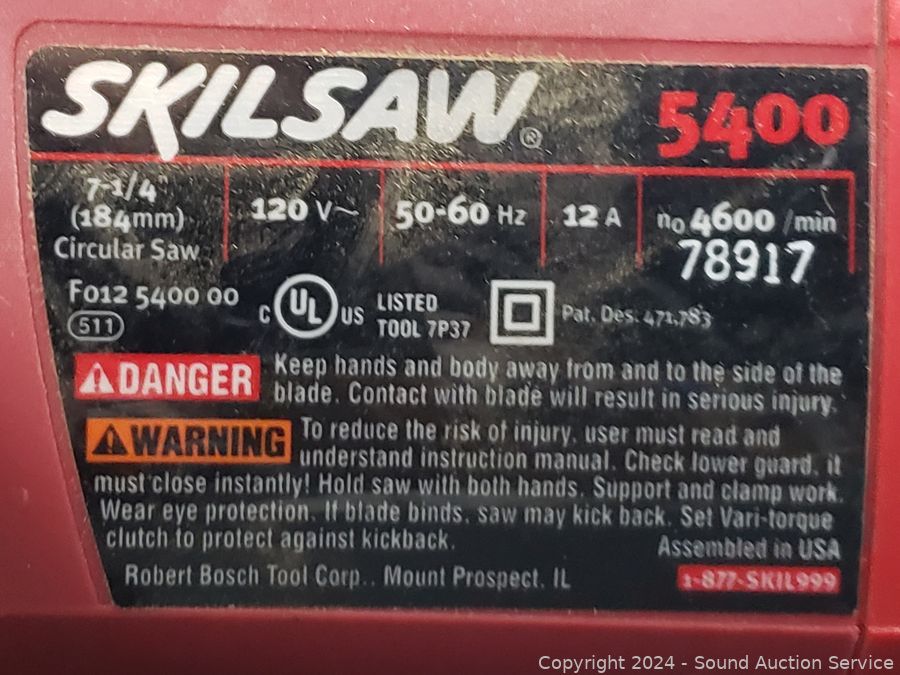 SKILSAW® 5400
7-1/4" (184mm) Circular Saw
120 V~
50-60 Hz
12 A
n₀ 4600 /min
78917
F012 5400 00
511
C UL US LISTED
TOOL 7P37
Pat. Des. 471,783
DANGER Keep hands and body away from and to the side of the
blade. Contact with blade will result in serious injury.
WARNING To reduce the risk of injury, user must read and
understand instruction manual. Check lower guard, it
must close instantly! Hold saw with both hands. Support and clamp work.
Wear eye protection. If blade binds, saw may kick back. Set Vari-torque
clutch to protect against kickback.
Assembled in USA
Robert Bosch Tool Corp., Mount Prospect, IL
1-877-SKIL999
Copyright 2024 - Sound Auction Service